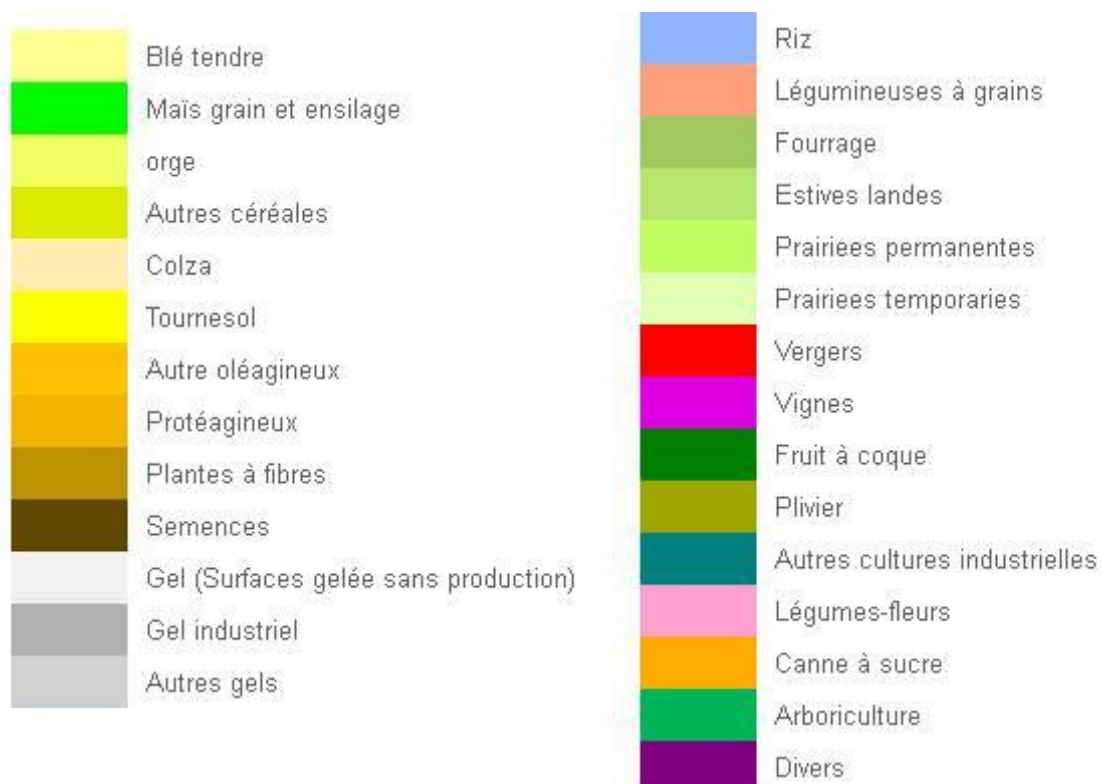 Blé tendre
Maïs grain et ensilage
orge
Autres céréales
Colza
Tournesol
Autre oléagineux
Protéagineux
Plantes à fibres
Semences
Gel (Surfaces gelée sans production)
Gel industriel
Autres gels
Riz
Légumineuses à grains
Fourrage
Estives landes
Prairiees permanentes
Prairiees temporaries
Vergers
Vignes
Fruit à coque
Plivier
Autres cultures industrielles
Légumes-fleurs
Canne à sucre
Arboriculture
Divers